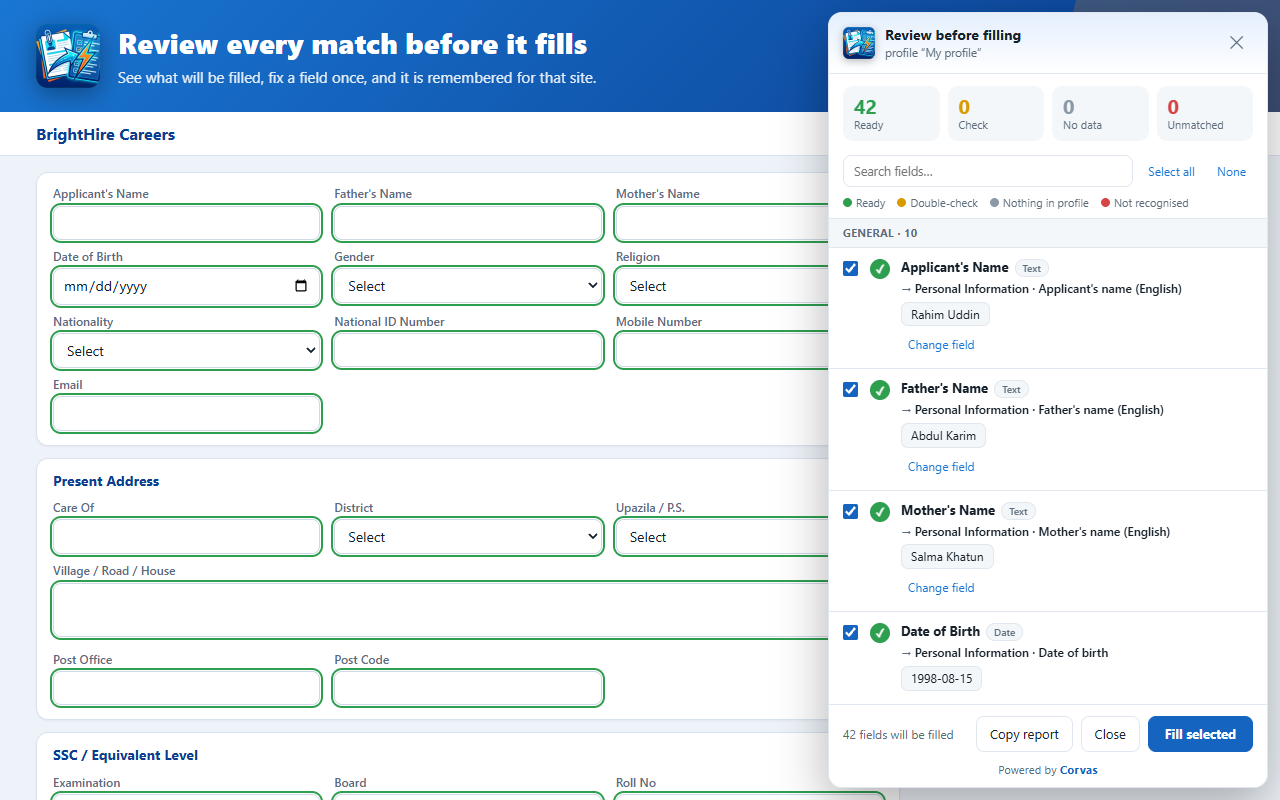 Review every match before it fills
See what will be filled, fix a field once, and it is remembered for that site.
BrightHire Careers
Applicant's Name
Father's Name
Mother's Name
Date of Birth
Gender
Religion
mm/dd/yyyy
Select
Select
Nationality
National ID Number
Mobile Number
Select
Email
Present Address
Care Of
District
Upazila / P.S.
Select
Select
Village / Road / House
Post Office
Post Code
SSC / Equivalent Level
Examination
Board
Roll No
Review before filling
profile “My profile”
42
Ready
0
Check
0
No data
0
Unmatched
Search fields...
Select all
None
Ready
Double-check
Nothing in profile
Not recognised
GENERAL · 10
Applicant's Name Text
→ Personal Information · Applicant's name (English)
Rahim Uddin
Change field
Father's Name Text
→ Personal Information · Father's name (English)
Abdul Karim
Change field
Mother's Name Text
→ Personal Information · Mother's name (English)
Salma Khatun
Change field
Date of Birth Date
→ Personal Information · Date of birth
1998-08-15
42 fields will be filled
Copy report
Close
Fill selected
Powered by Corvas